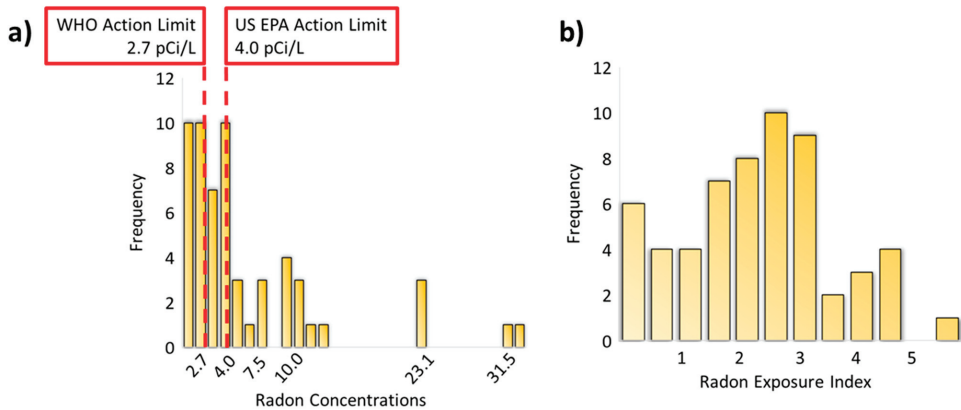 a)
WHO Action Limit
2.7 pCi/L
US EPA Action Limit
4.0 pCi/L
12
10
8
6
4
2
0
Frequency
2.7 4.0 7.5 10.0 23.1 31.5
Radon Concentrations
b)
12
10
8
6
4
2
0
Frequency
1 2 3 4 5
Radon Exposure Index